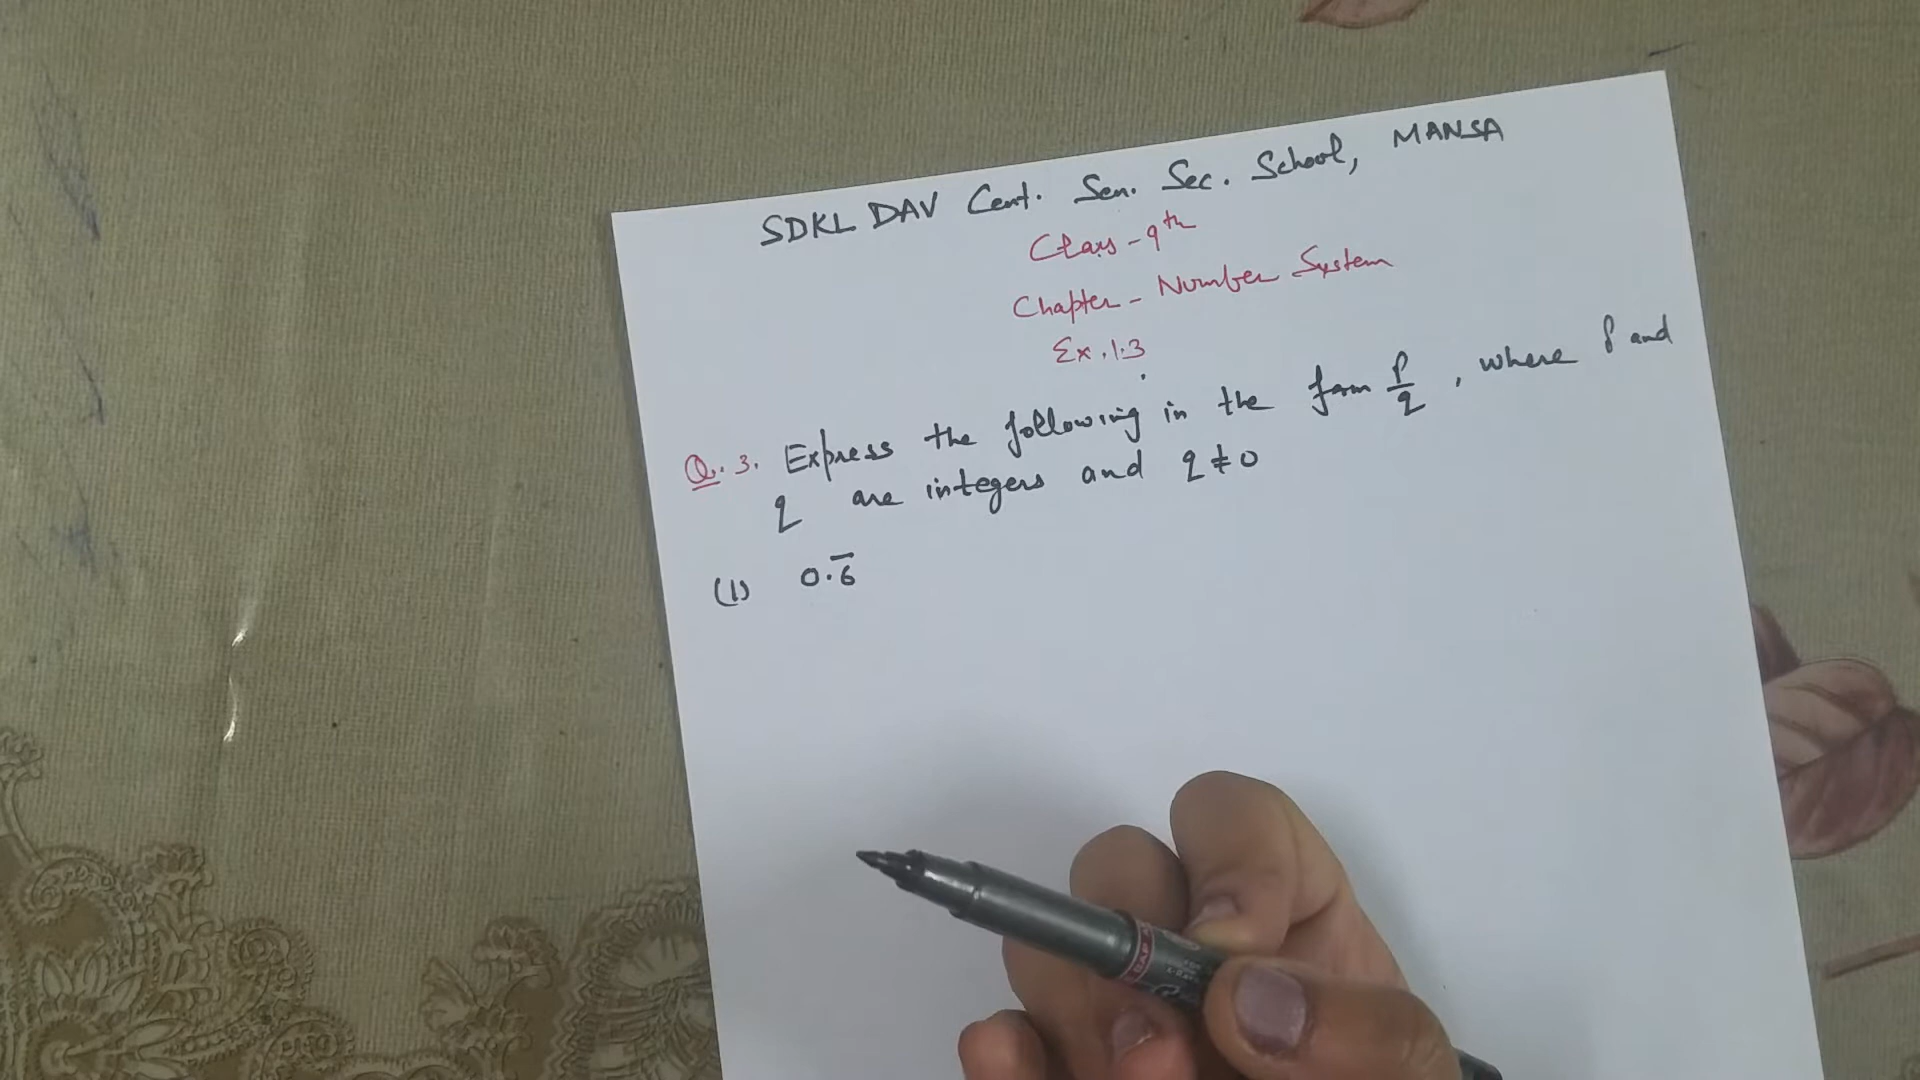 SDKL DAV Cent. Sen. Sec. School, MANSA
Class - 9th
Chapter - Number System
Ex. 1.3
Q. 3. Express the following in the form p/q, where p and
q are integers and q ≠ 0
(1) 0.6̅